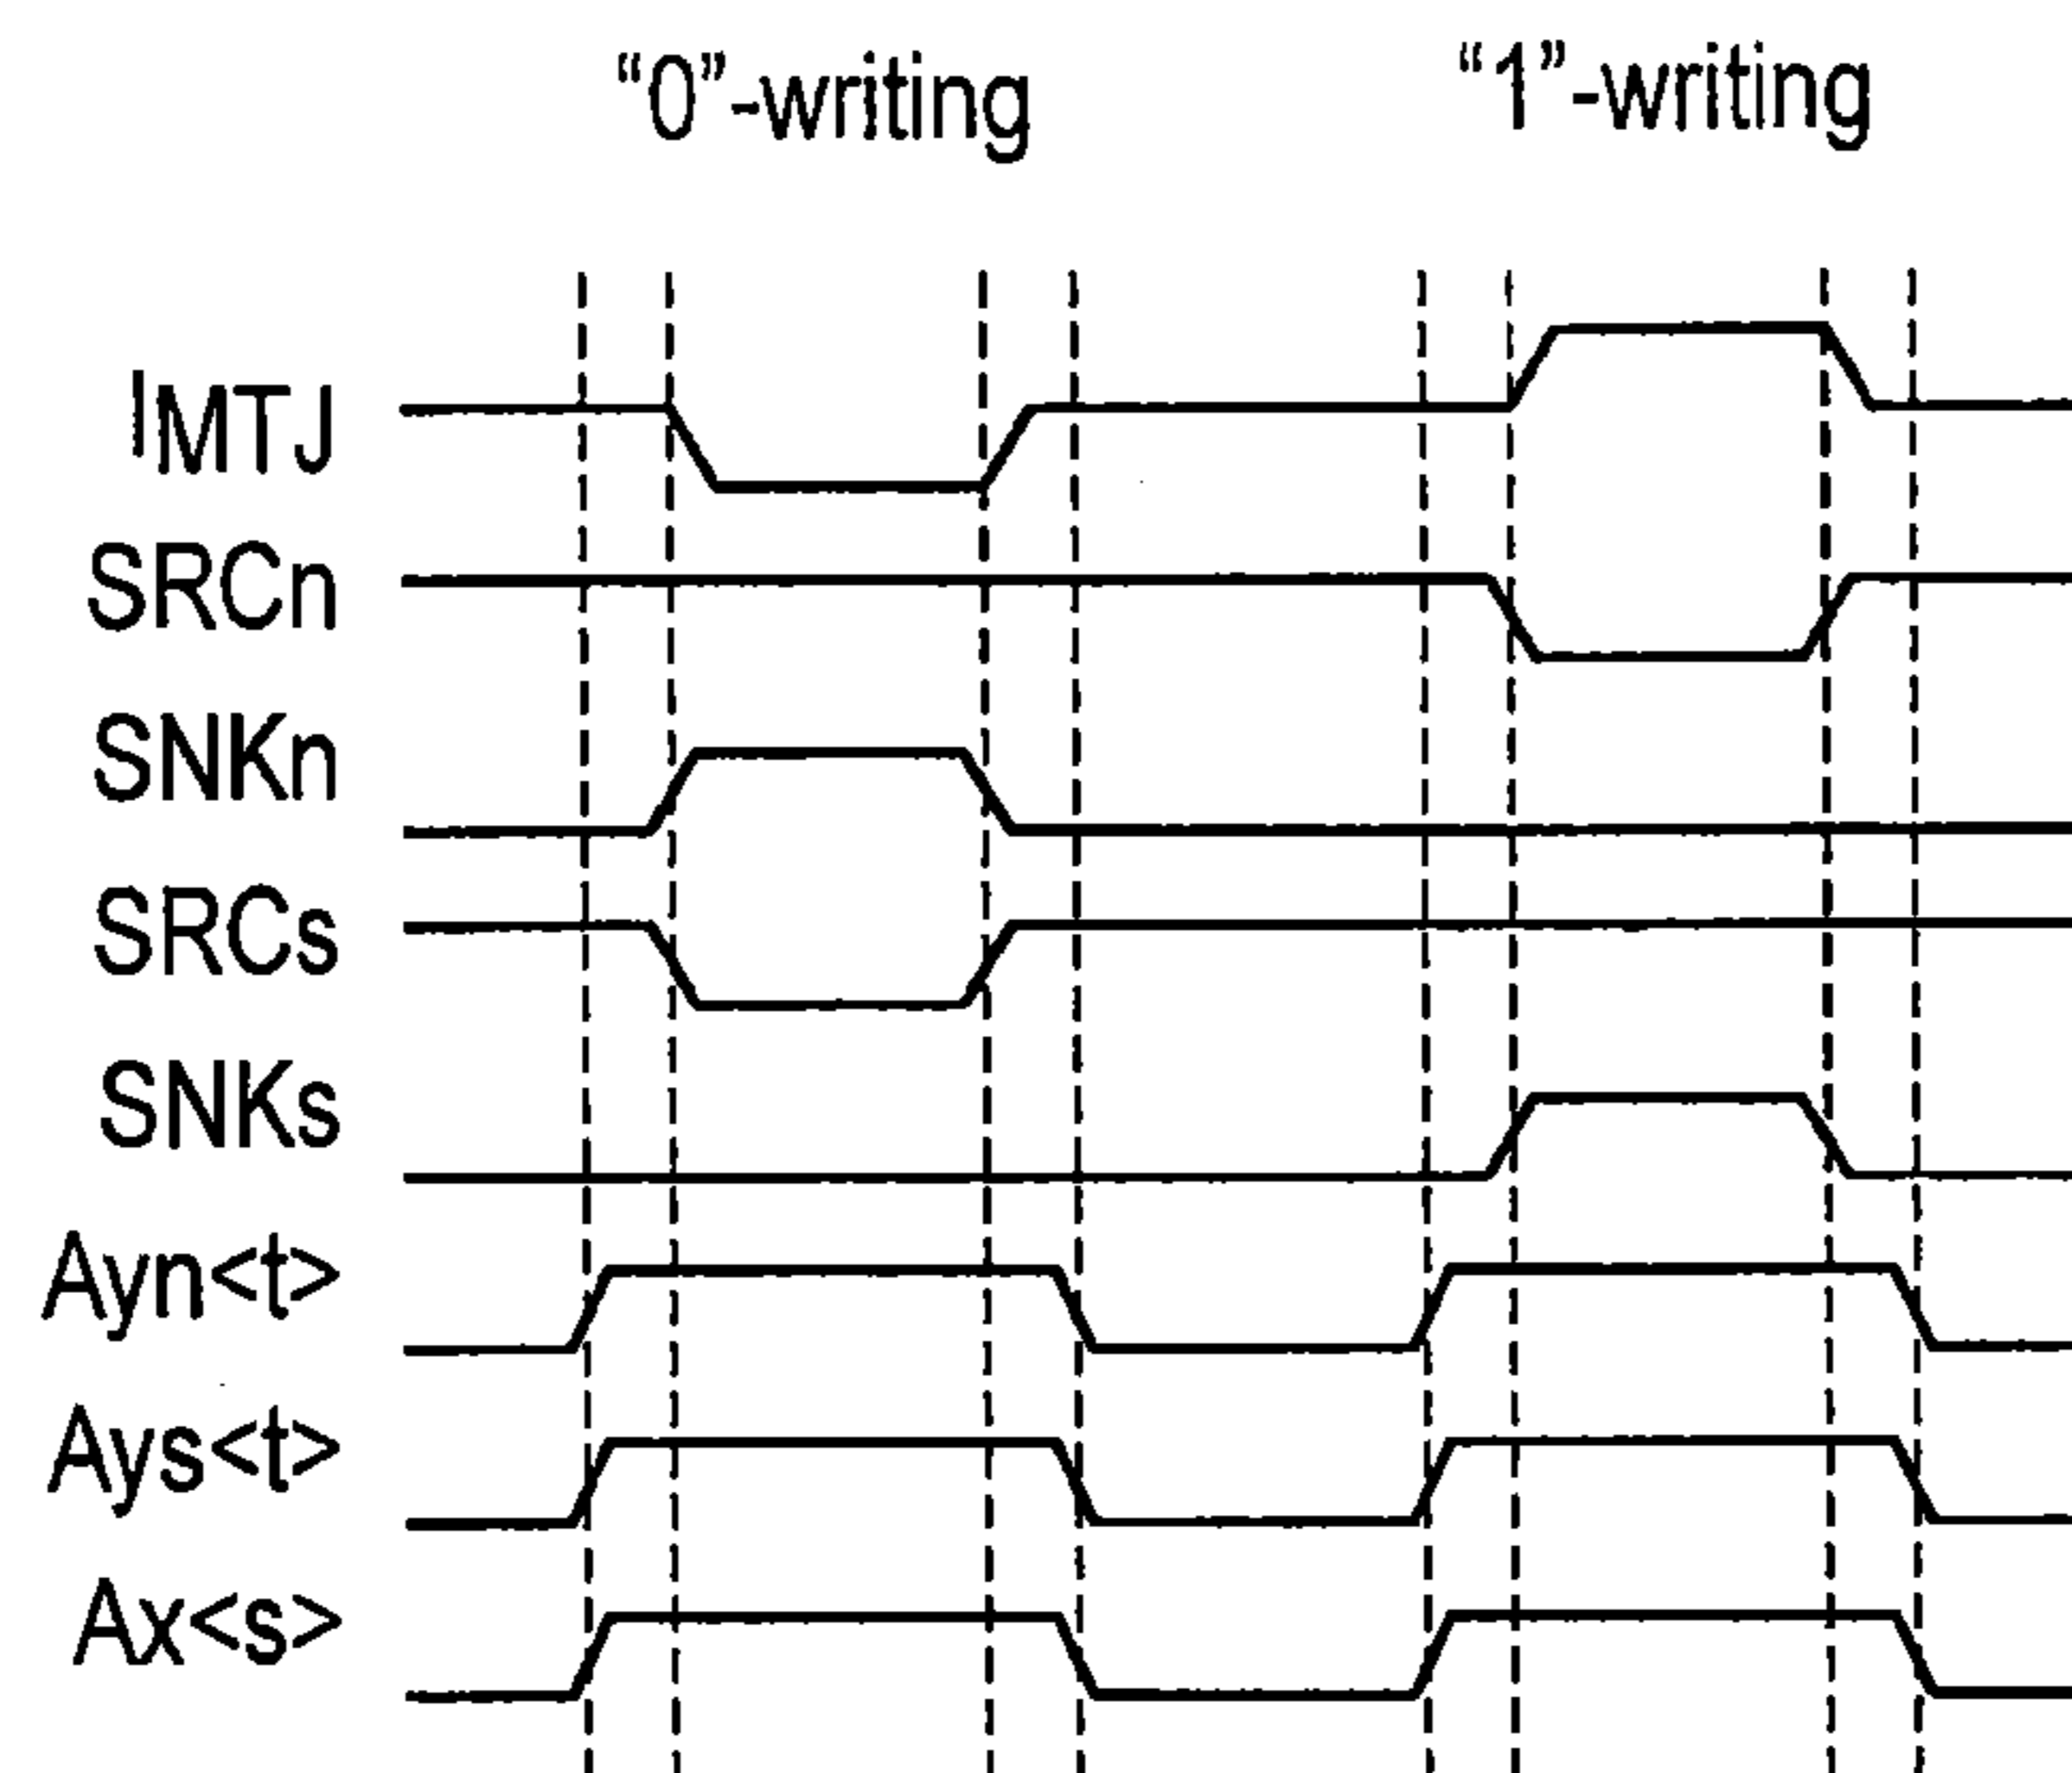 “0”-writing “1”-writing
IMTJ
SRCn
SNKn
SRCs
SNKs
Ayn<t>
Ays<t>
Ax<s>